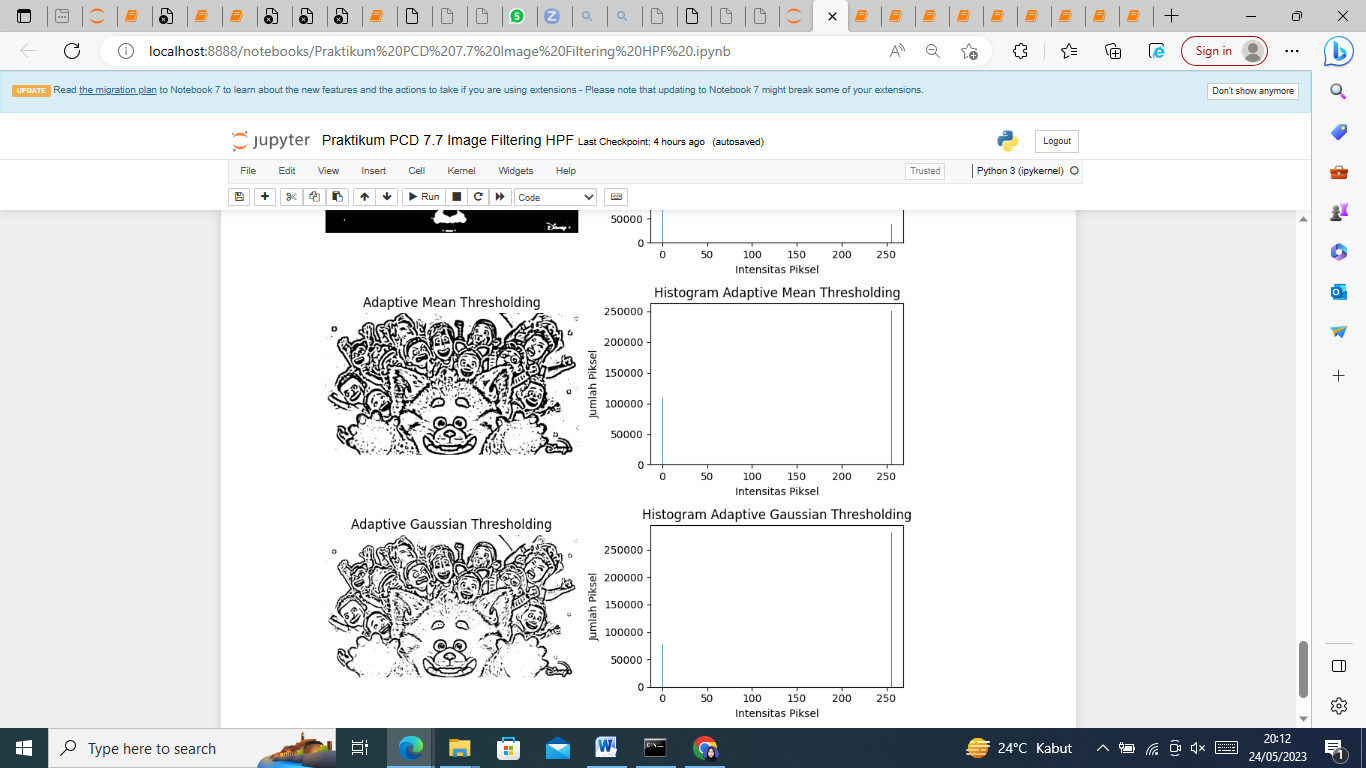 5
Z
localhost:8888/notebooks/Praktikum%20PCD%207.7%20Image%20Filtering%20HPF%20.ipynb
Sign in
UPDATE Read the migration plan to Notebook 7 to learn about the new features and the actions to take if you are using extensions - Please note that updating to Notebook 7 might break some of your extensions.
Don't show anymore
jupyter Praktikum PCD 7.7 Image Filtering HPF Last Checkpoint: 4 hours ago (autosaved)
Logout
File Edit View Insert Cell Kernel Widgets Help
Trusted
Python 3 (ipykernel)
Run
Code
Disney+
50000
0
0 50 100 150 200 250
Intensitas Piksel
Adaptive Mean Thresholding
Histogram Adaptive Mean Thresholding
250000
200000
150000
100000
50000
0
Jumlah Piksel
0 50 100 150 200 250
Intensitas Piksel
Adaptive Gaussian Thresholding
Histogram Adaptive Gaussian Thresholding
250000
200000
150000
100000
50000
0
Jumlah Piksel
0 50 100 150 200 250
Intensitas Piksel
Type here to search
24°C Kabut
20:12
24/05/2023
1